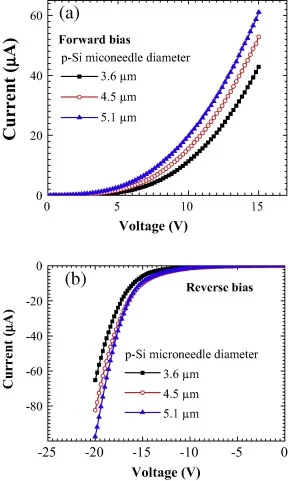 (a)
Forward bias
p-Si miconeedle diameter
3.6 µm
4.5 µm
5.1 µm
Current (µA)
60
40
20
0
0 5 10 15
Voltage (V)
(b)
Reverse bias
p-Si microneedle diameter
3.6 µm
4.5 µm
5.1 µm
Current (µA)
0
-20
-40
-60
-80
-25 -20 -15 -10 -5 0
Voltage (V)